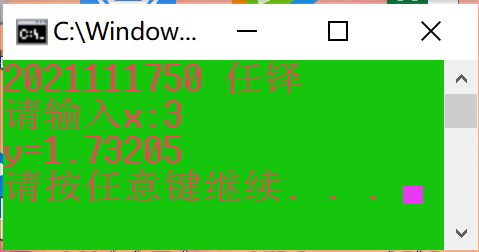 C:\Window...
2021111750 任铎
请输入x:3
y=1.73205
请按任意键继续. . .